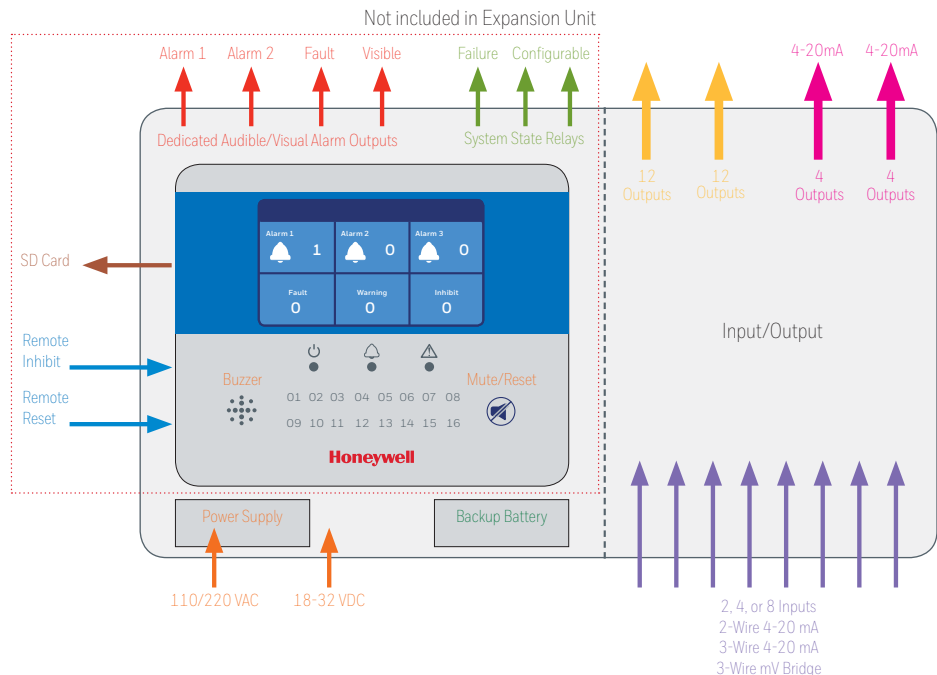 Not included in Expansion Unit
Alarm 1 Alarm 2 Fault Visible Failure Configurable 4-20mA 4-20mA
Dedicated Audible/Visual Alarm Outputs
System State Relays
12 Outputs
12 Outputs
4 Outputs
4 Outputs
Alarm 1 1
Alarm 2 0
Alarm 3 0
Fault 0
Warning 0
Inhibit 0
SD Card
Remote Inhibit
Remote Reset
Input/Output
Buzzer
Mute/Reset
01 02 03 04 05 06 07 08
09 10 11 12 13 14 15 16
Honeywell
Power Supply
Backup Battery
110/220 VAC
18-32 VDC
2, 4, or 8 Inputs
2-Wire 4-20 mA
3-Wire 4-20 mA
3-Wire mV Bridge